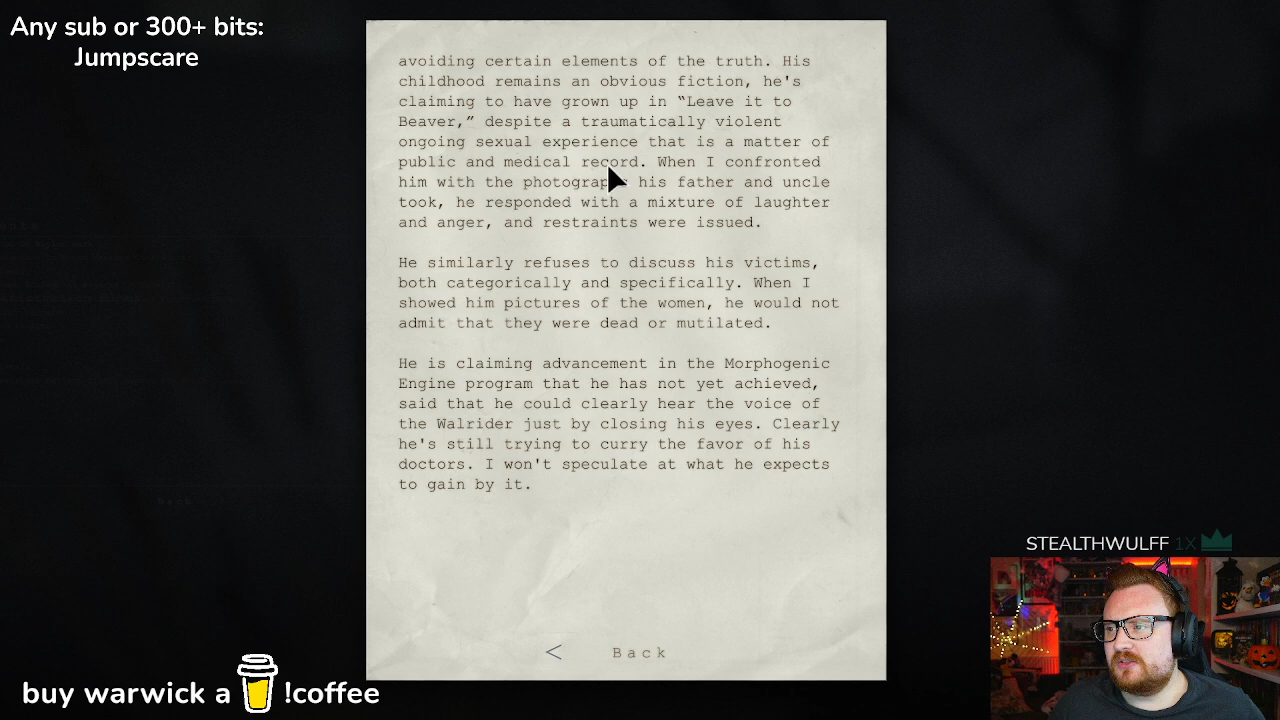 Any sub or 300+ bits:
Jumpscare
avoiding certain elements of the truth. His
childhood remains an obvious fiction, he's
claiming to have grown up in “Leave it to
Beaver,” despite a traumatically violent
ongoing sexual experience that is a matter of
public and medical record. When I confronted
him with the photographs his father and uncle
took, he responded with a mixture of laughter
and anger, and restraints were issued.
He similarly refuses to discuss his victims,
both categorically and specifically. When I
showed him pictures of the women, he would not
admit that they were dead or mutilated.
He is claiming advancement in the Morphogenic
Engine program that he has not yet achieved,
said that he could clearly hear the voice of
the Walrider just by closing his eyes. Clearly
he's still trying to curry the favor of his
doctors. I won't speculate at what he expects
to gain by it.
< Back
STEALTHWULFF 1X
buy warwick a !coffee